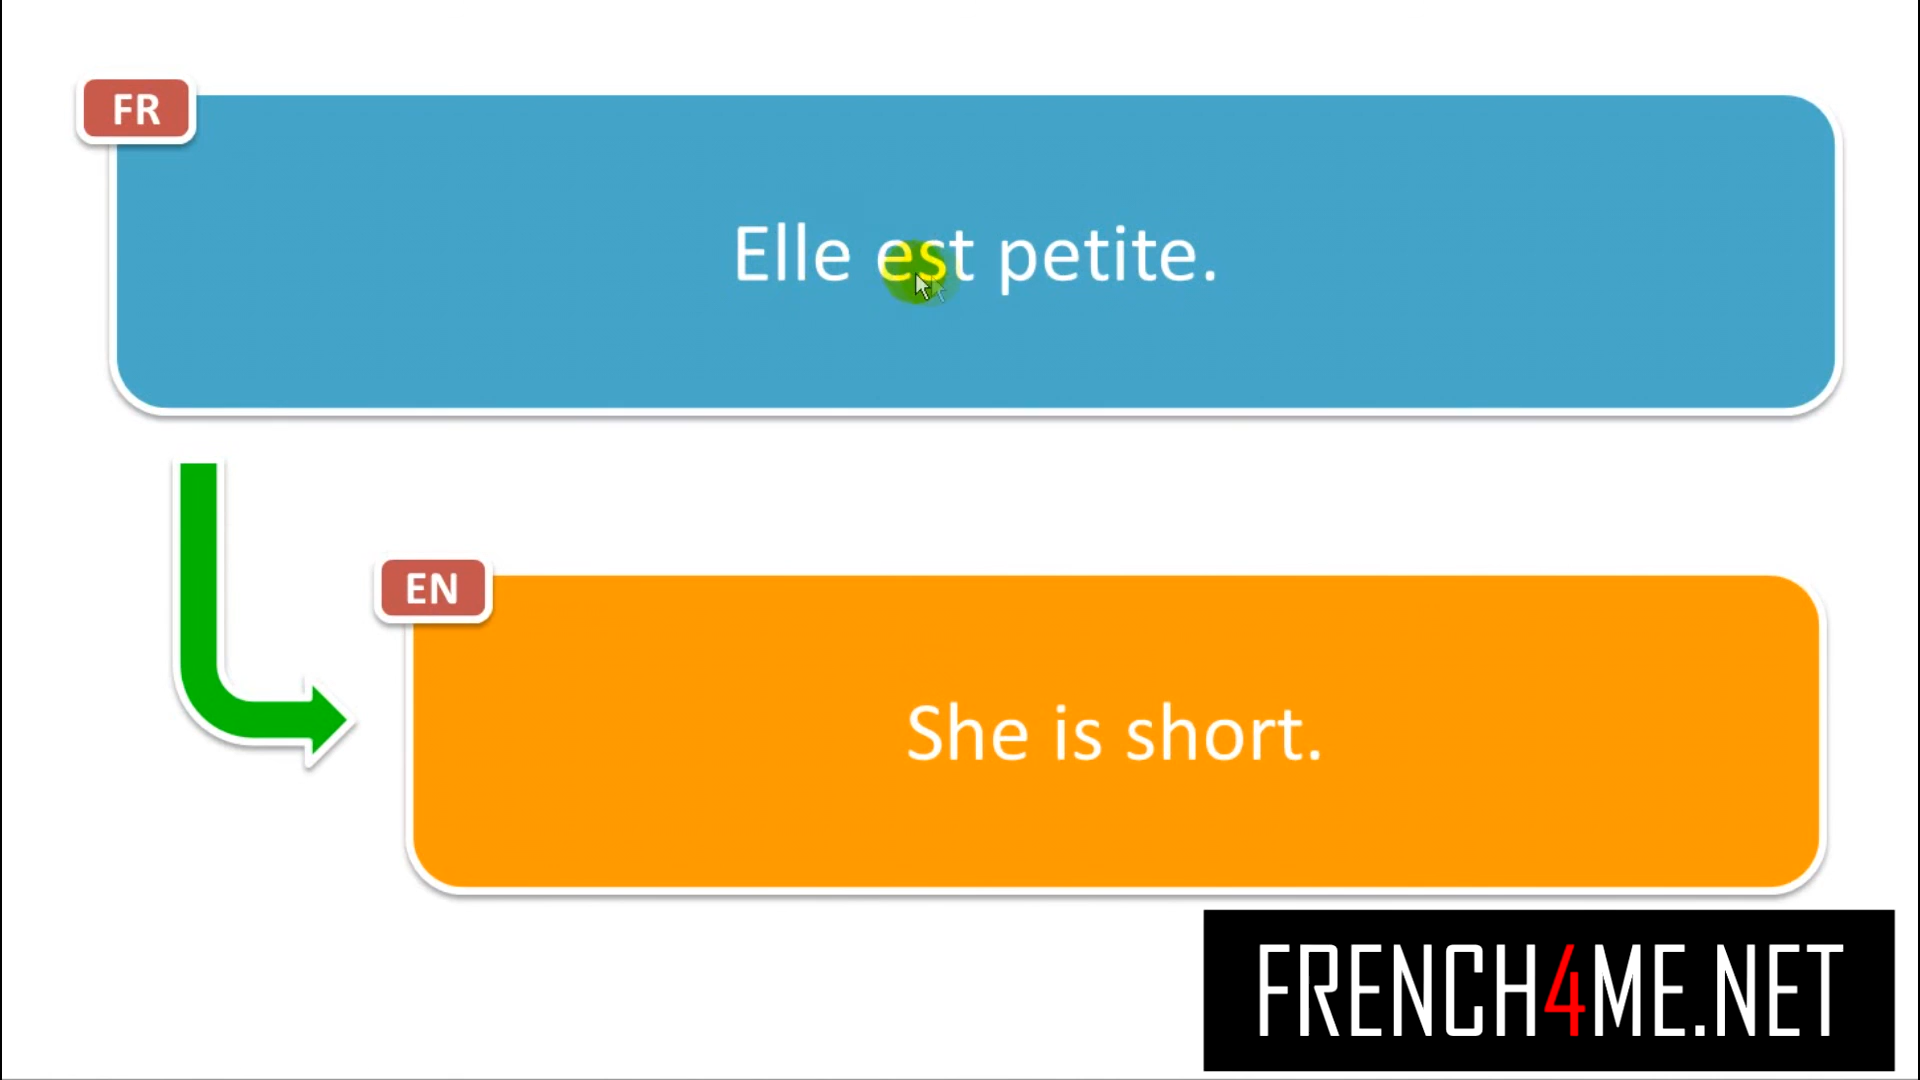 FR
Elle est petite.
EN
She is short.
FRENCH4ME.NET